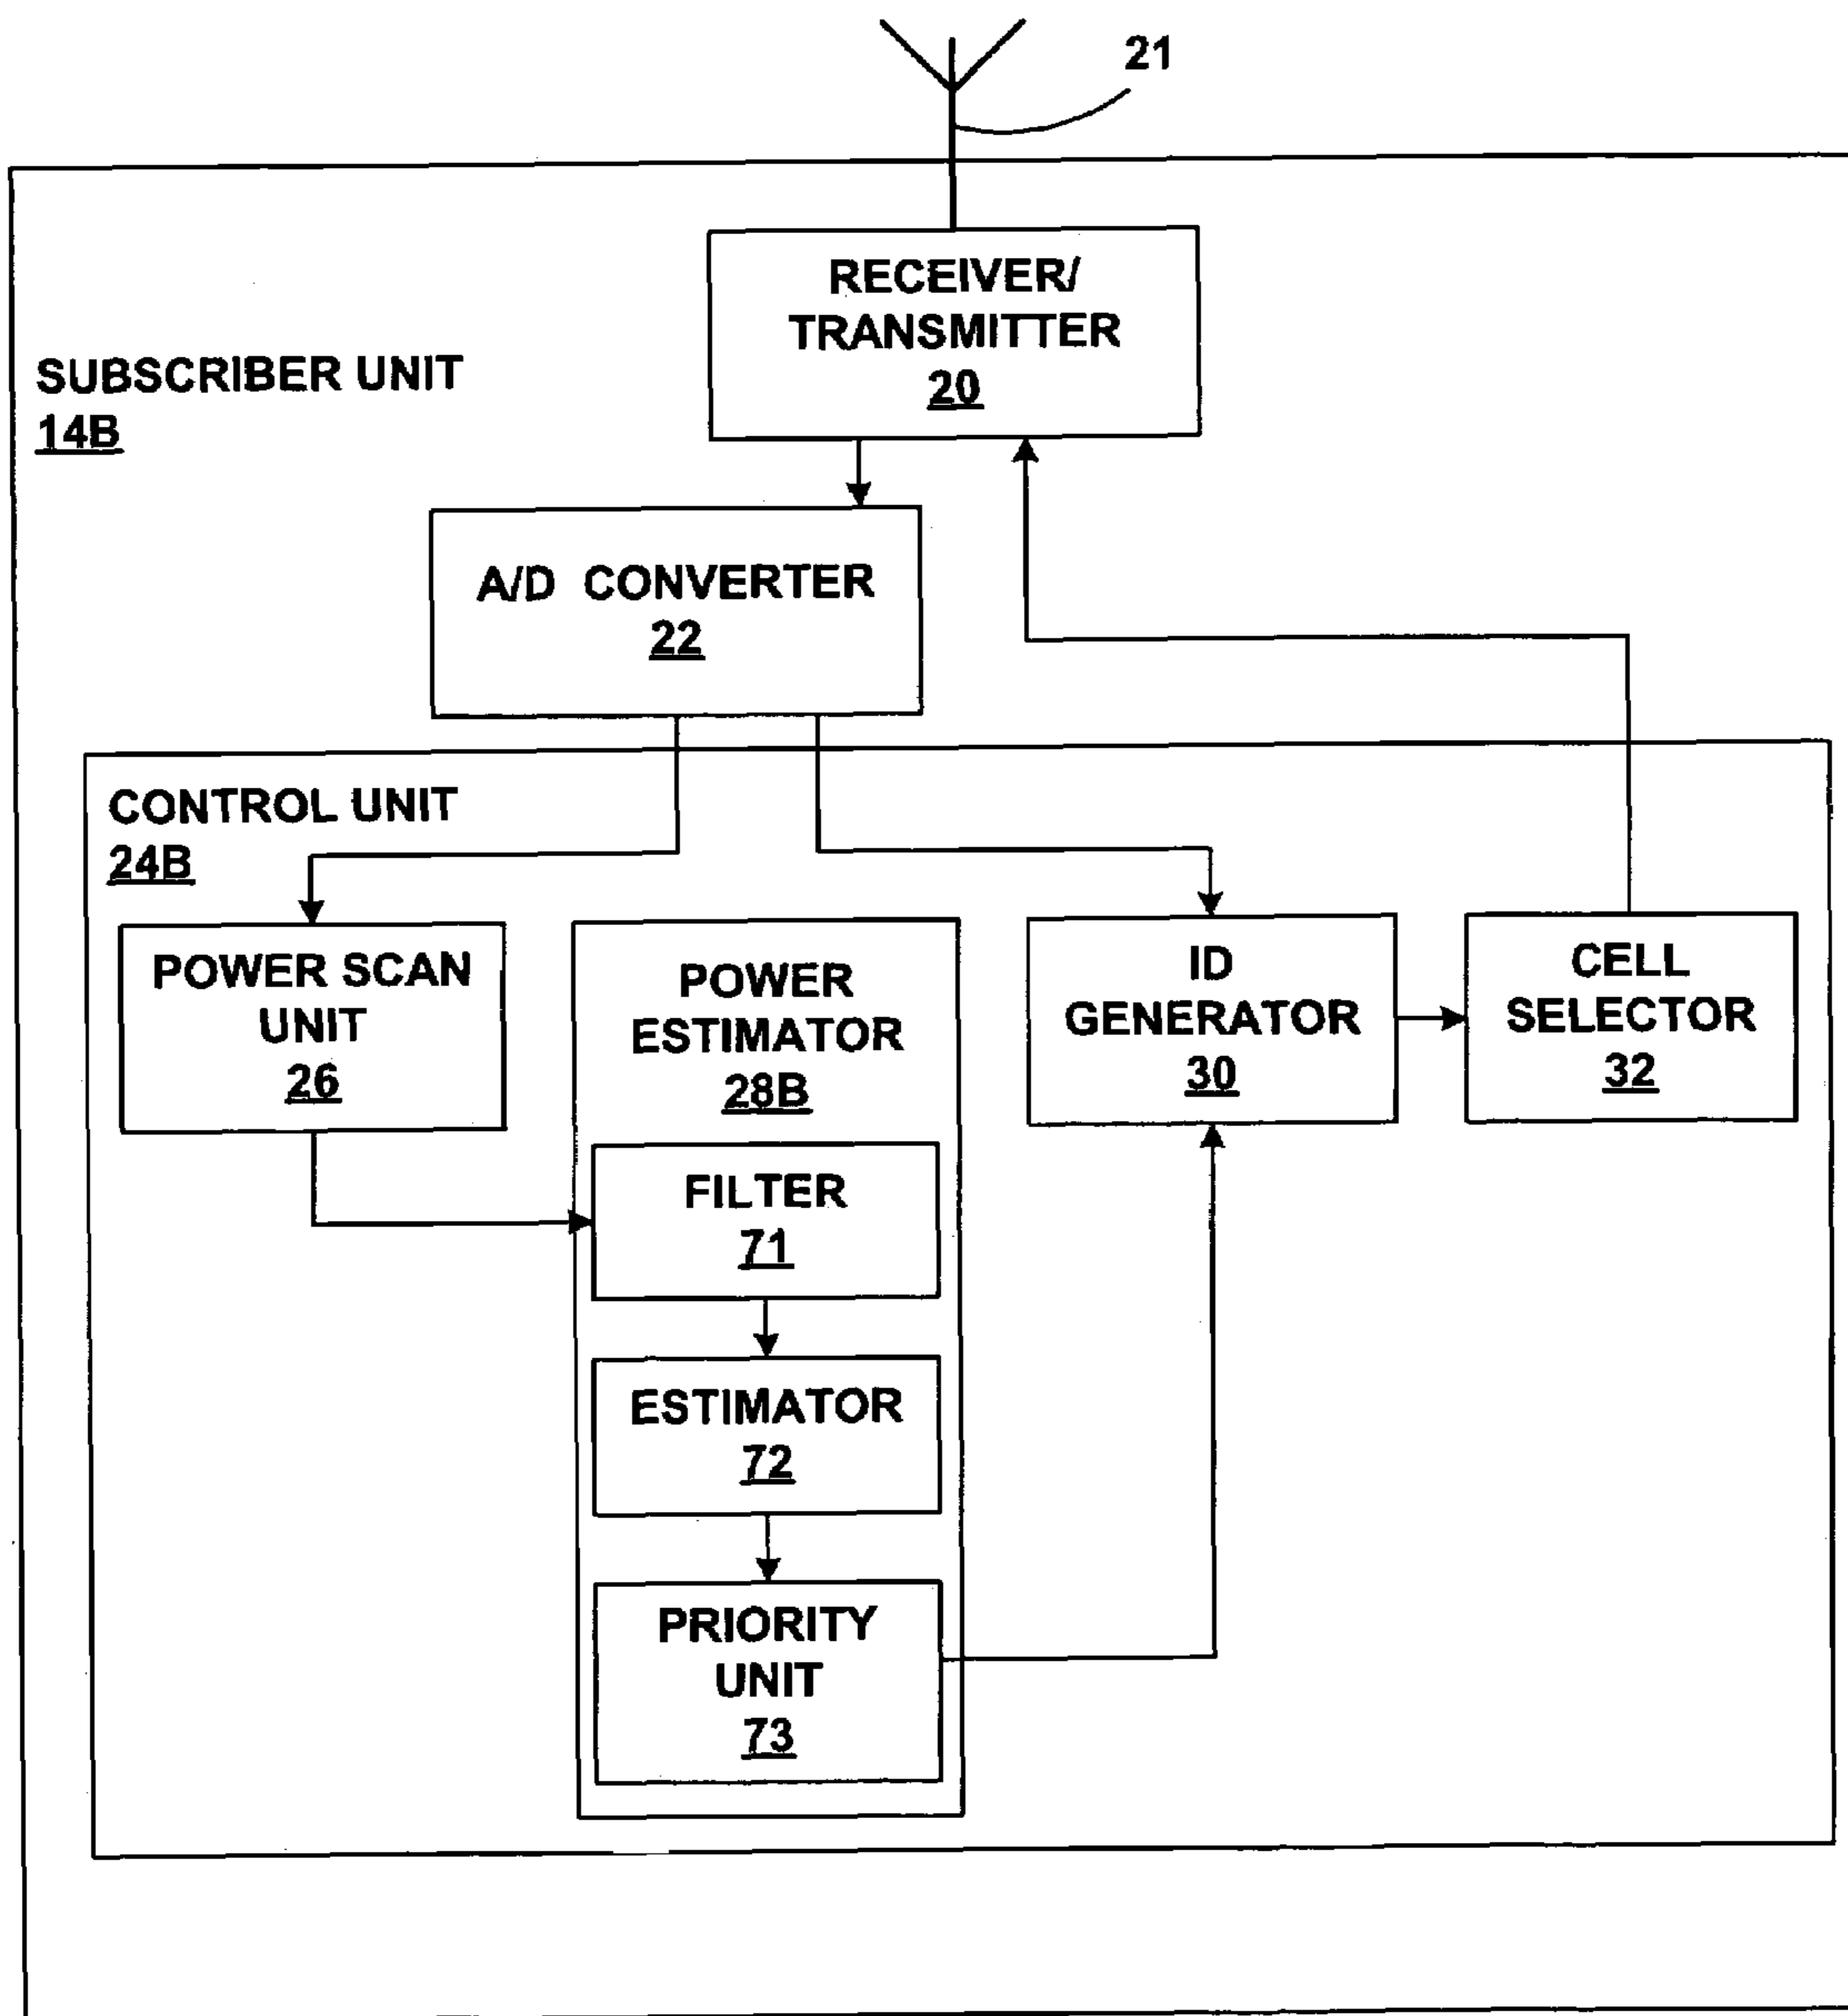 21
RECEIVER/
TRANSMITTER
20
SUBSCRIBER UNIT
14B
A/D CONVERTER
22
CONTROL UNIT
24B
POWER SCAN
UNIT
26
POWER
ESTIMATOR
28B
ID
GENERATOR
30
CELL
SELECTOR
32
FILTER
71
ESTIMATOR
72
PRIORITY
UNIT
73